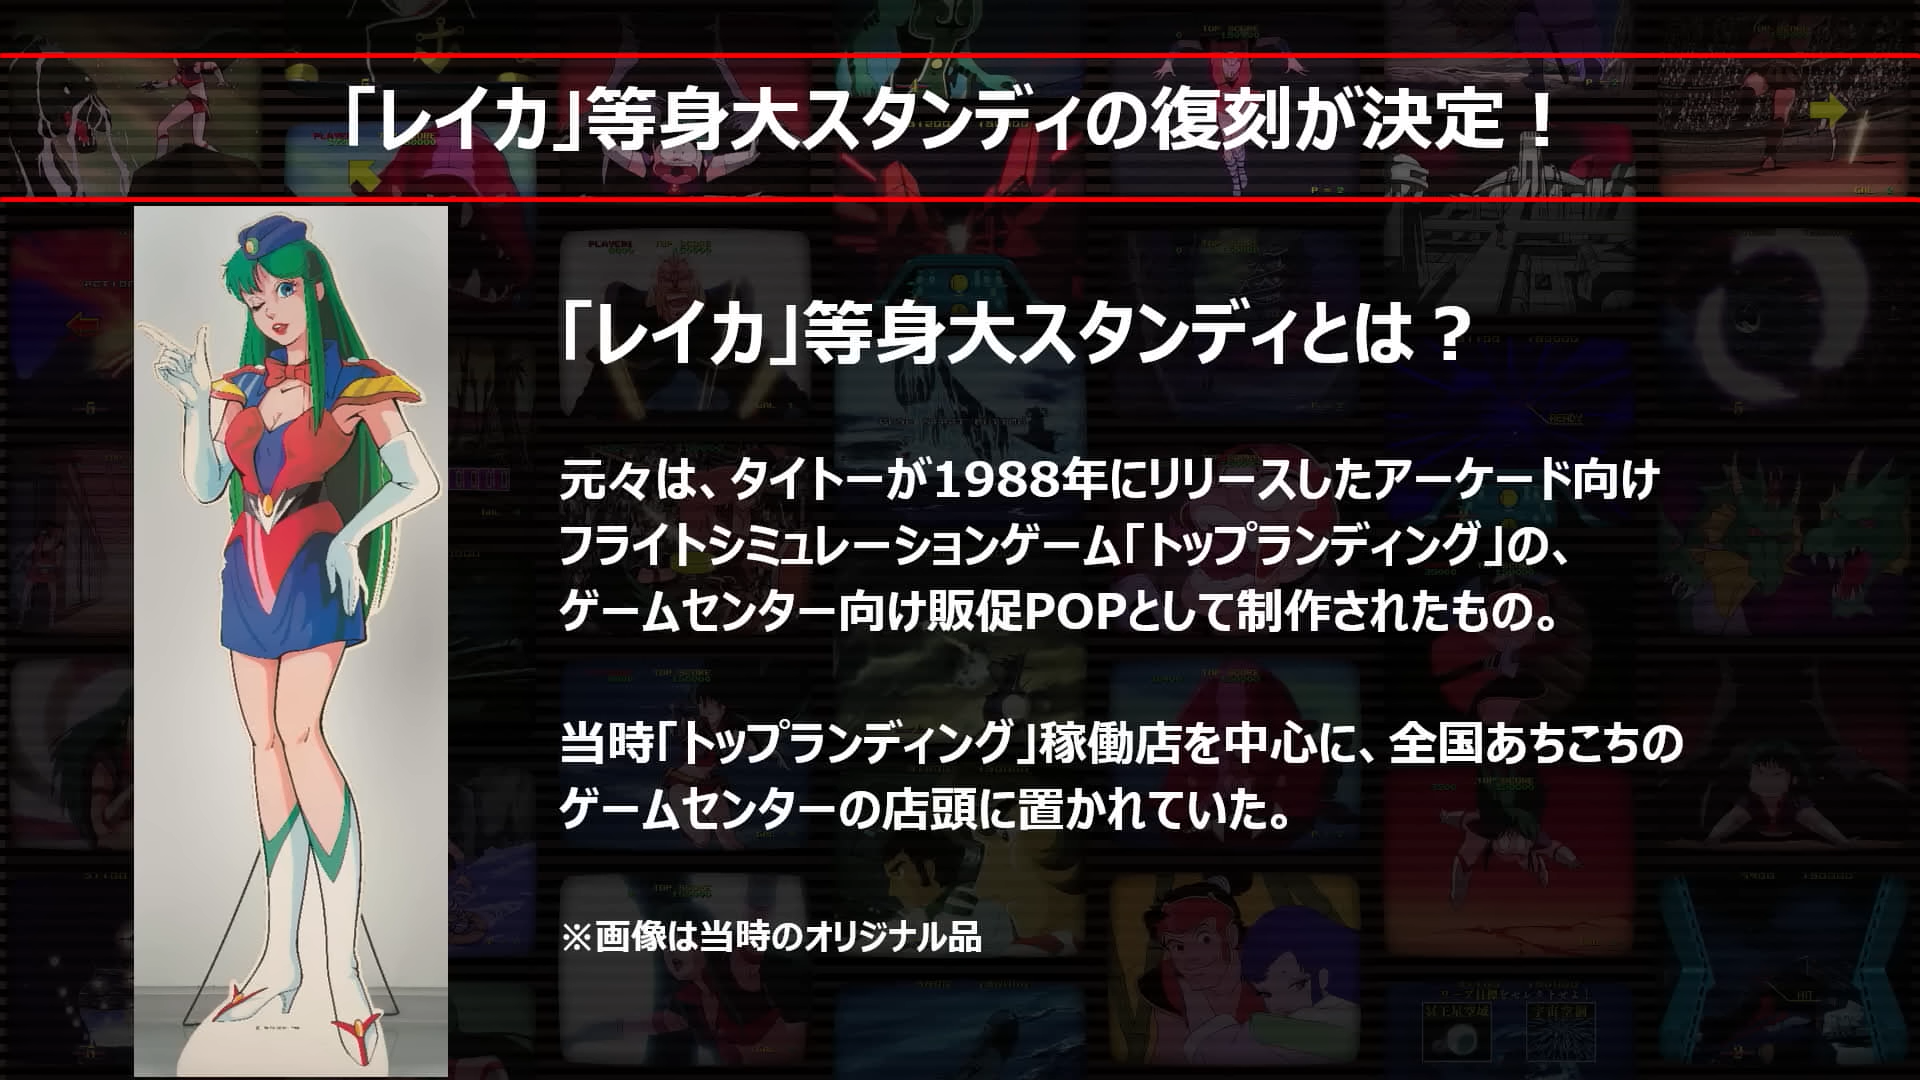 「レイカ」等身大スタンディの復刻が決定！
「レイカ」等身大スタンディとは？
元々は、タイトーが1988年にリリースしたアーケード向け
フライトシミュレーションゲーム「トップランディング」の、
ゲームセンター向け販促POPとして制作されたもの。
当時「トップランディング」稼働店を中心に、全国あちこちの
ゲームセンターの店頭に置かれていた。
※画像は当時のオリジナル品